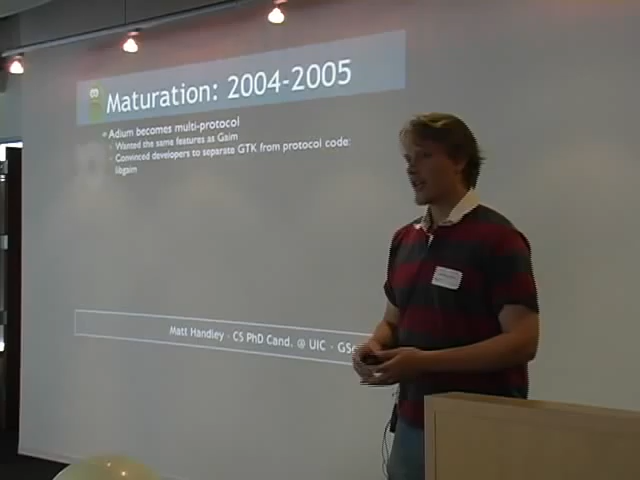 Maturation: 2004-2005
Adium becomes multi-protocol
Wanted the same features as Gaim
Convinced developers to separate GTK from protocol code:
libgaim
Matt Handley - CS PhD Cand. @ UIC - GSo